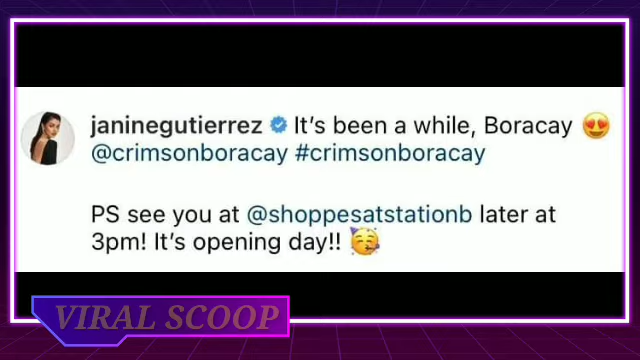 janinegutierrez It's been a while, Boracay 😍
@crimsonboracay #crimsonboracay
PS see you at @shoppesatstationb later at
3pm! It's opening day!! 🥳
VIRAL SCOOP